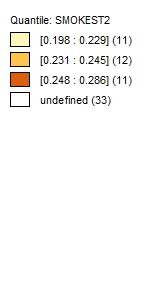 Quantile: SMOKEST2
[0.198 : 0.229] (11)
[0.231 : 0.245] (12)
[0.248 : 0.286] (11)
undefined (33)